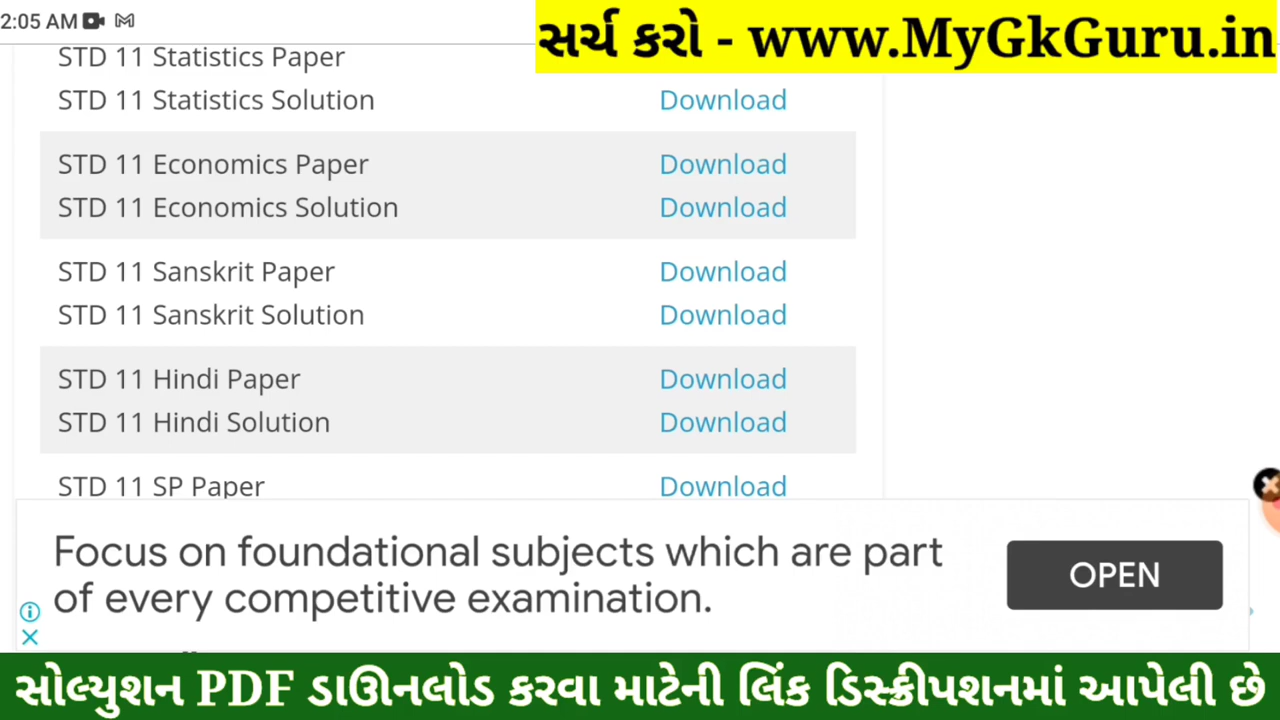 2:05 AM
સર્ચ કરો - www.MyGkGuru.in
STD 11 Statistics Paper
STD 11 Statistics Solution Download
STD 11 Economics Paper Download
STD 11 Economics Solution Download
STD 11 Sanskrit Paper Download
STD 11 Sanskrit Solution Download
STD 11 Hindi Paper Download
STD 11 Hindi Solution Download
STD 11 SP Paper Download
Focus on foundational subjects which are part
of every competitive examination.
OPEN
સોલ્યુશન PDF ડાઊનલોડ કરવા માટેની લિંક ડિસ્ક્રીપશનમાં આપેલી છે